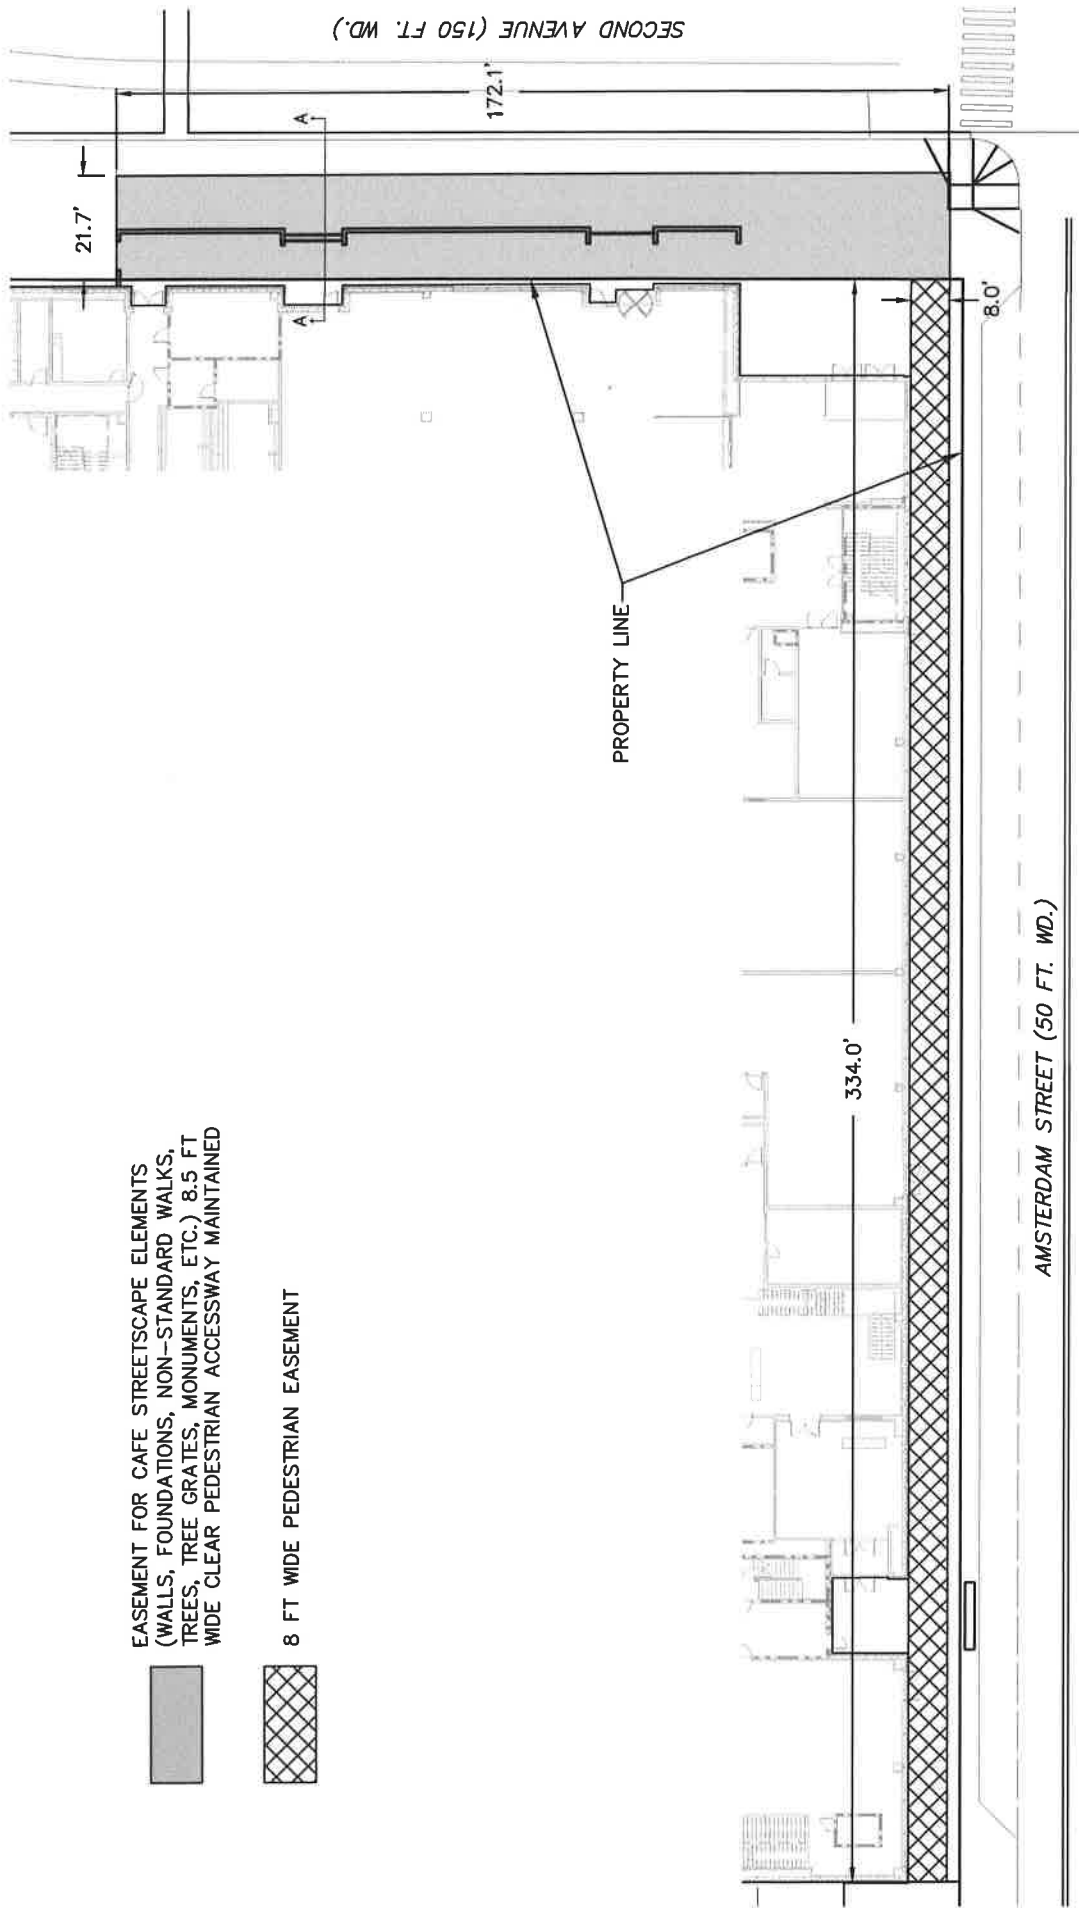 EASEMENT FOR CAFE STREETSCAPE ELEMENTS
(WALLS, FOUNDATIONS, NON-STANDARD WALKS,
TREES, TREE GRATES, MONUMENTS, ETC.) 8.5 FT
WIDE CLEAR PEDESTRIAN ACCESSWAY MAINTAINED
8 FT WIDE PEDESTRIAN EASEMENT
21.7'
A
A
172.1'
SECOND AVENUE (150 FT. WD.)
PROPERTY LINE
334.0'
8.0'
AMSTERDAM STREET (50 FT. WD.)